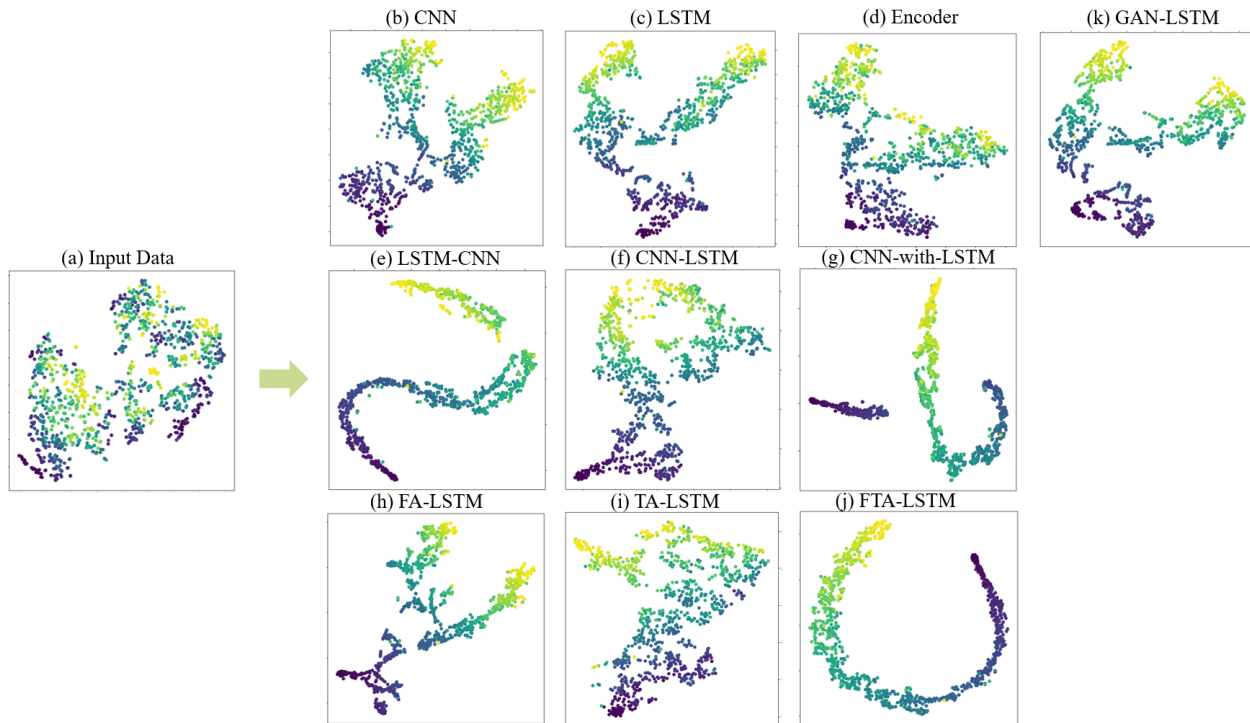 (b) CNN
(c) LSTM
(d) Encoder
(k) GAN-LSTM
(a) Input Data
(e) LSTM-CNN
(f) CNN-LSTM
(g) CNN-with-LSTM
(h) FA-LSTM
(i) TA-LSTM
(j) FTA-LSTM